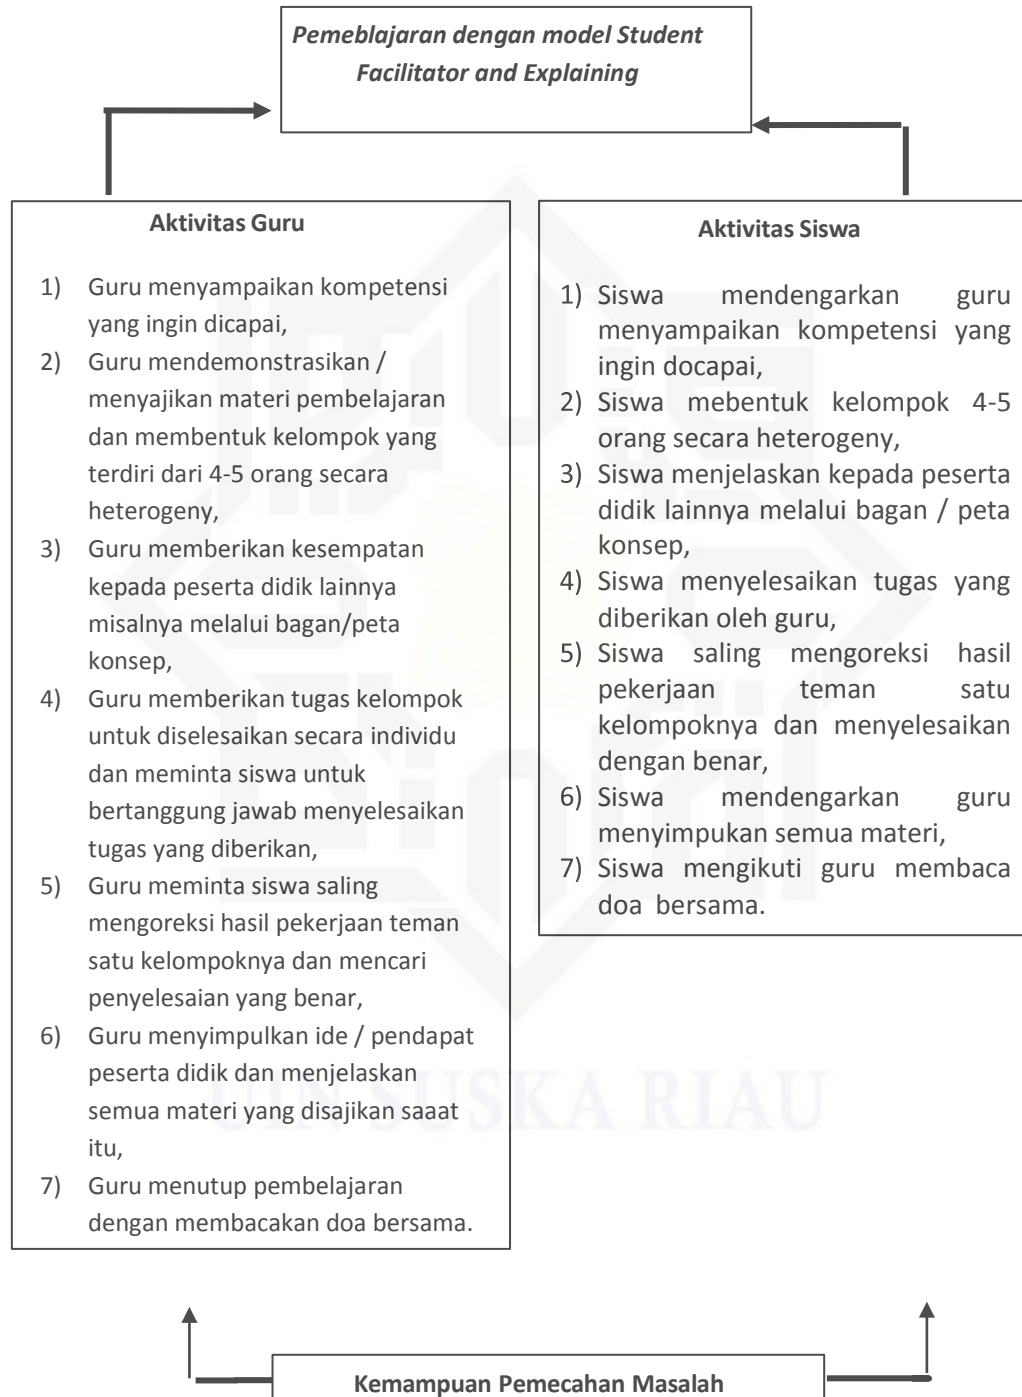 Pemeblajaran dengan model Student
Facilitator and Explaining
Aktivitas Guru
1) Guru menyampaikan kompetensi
yang ingin dicapai,
2) Guru mendemonstrasikan /
menyajikan materi pembelajaran
dan membentuk kelompok yang
terdiri dari 4-5 orang secara
heterogeny,
3) Guru memberikan kesempatan
kepada peserta didik lainnya
misalnya melalui bagan/peta
konsep,
4) Guru memberikan tugas kelompok
untuk diselesaikan secara individu
dan meminta siswa untuk
bertanggung jawab menyelesaikan
tugas yang diberikan,
5) Guru meminta siswa saling
mengoreksi hasil pekerjaan teman
satu kelompoknya dan mencari
penyelesaian yang benar,
6) Guru menyimpulkan ide / pendapat
peserta didik dan menjelaskan
semua materi yang disajikan saaat
itu,
7) Guru menutup pembelajaran
dengan membacakan doa bersama.
Aktivitas Siswa
1) Siswa mendengarkan guru
menyampaikan kompetensi yang
ingin docapai,
2) Siswa mebentuk kelompok 4-5
orang secara heterogeny,
3) Siswa menjelaskan kepada peserta
didik lainnya melalui bagan / peta
konsep,
4) Siswa menyelesaikan tugas yang
diberikan oleh guru,
5) Siswa saling mengoreksi hasil
pekerjaan teman satu
kelompoknya dan menyelesaikan
dengan benar,
6) Siswa mendengarkan guru
menyimpukan semua materi,
7) Siswa mengikuti guru membaca
doa bersama.
UIN SUSKA RIAU
Kemampuan Pemecahan Masalah